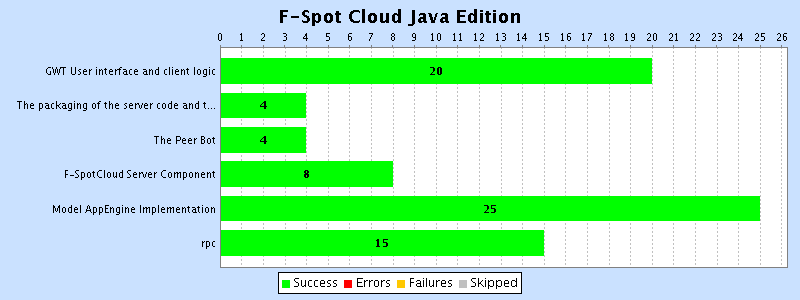 F-Spot Cloud Java Edition
0 1 2 3 4 5 6 7 8 9 10 11 12 13 14 15 16 17 18 19 20 21 22 23 24 25 26
GWT User interface and client logic 20
The packaging of the server code and t... 4
The Peer Bot 4
F-SpotCloud Server Component 8
Model AppEngine Implementation 25
rpc 15
Success Errors Failures Skipped